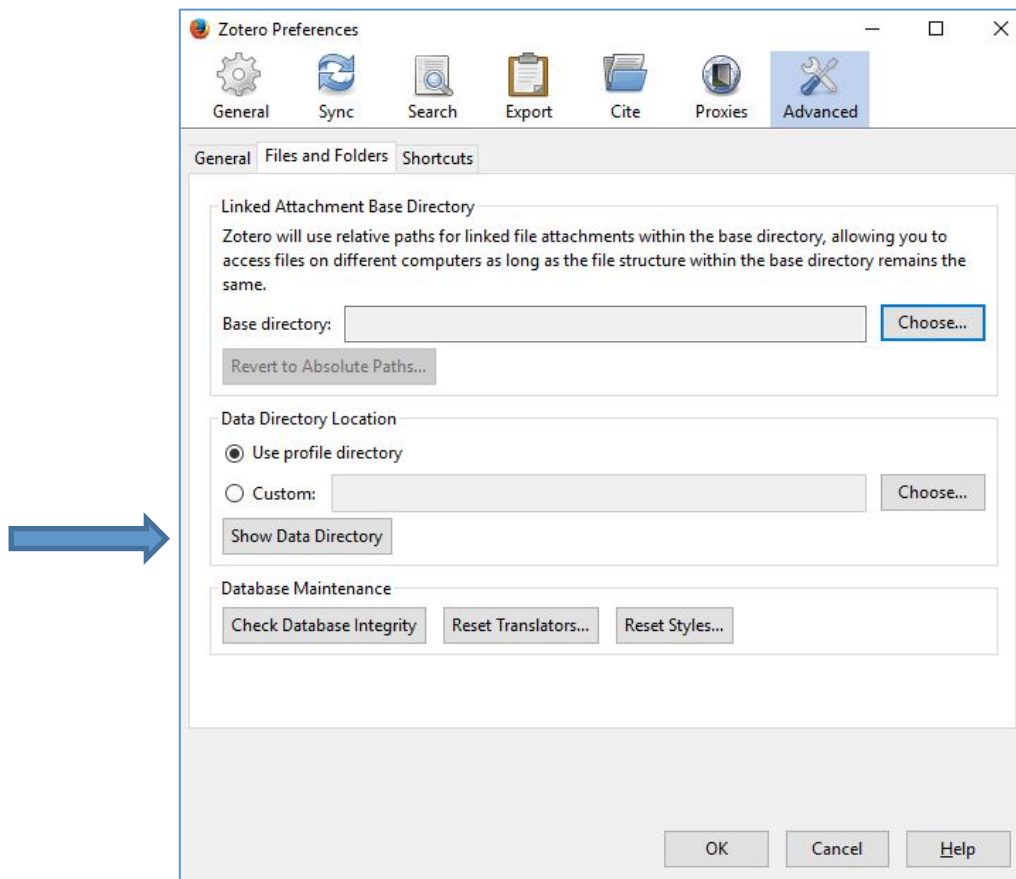 Zotero Preferences
General Sync Search Export Cite Proxies Advanced
General Files and Folders Shortcuts
Linked Attachment Base Directory
Zotero will use relative paths for linked file attachments within the base directory, allowing you to
access files on different computers as long as the file structure within the base directory remains the
same.
Base directory: Choose...
Revert to Absolute Paths...
Data Directory Location
Use profile directory
Custom: Choose...
Show Data Directory
Database Maintenance
Check Database Integrity Reset Translators... Reset Styles...
OK Cancel Help